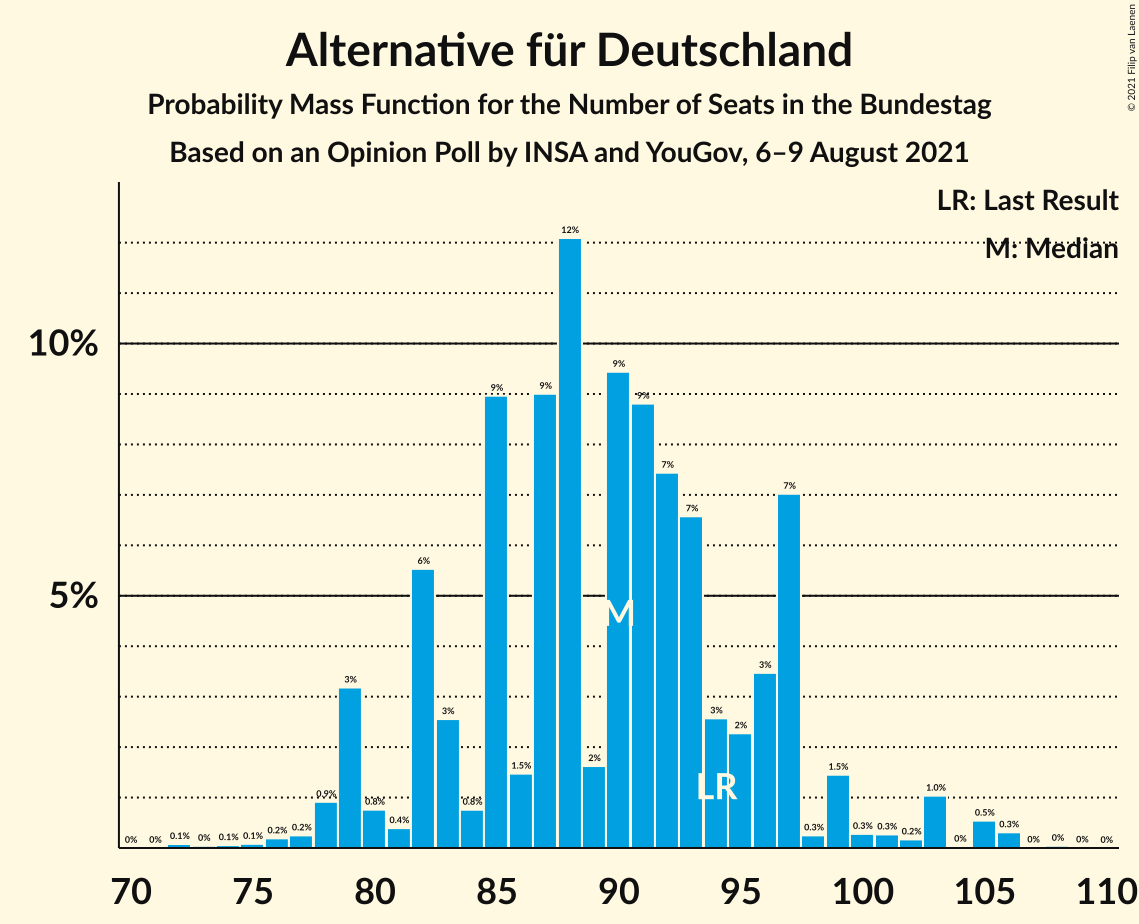 © 2021 Filip van Laenen
Alternative für Deutschland
Probability Mass Function for the Number of Seats in the Bundestag
Based on an Opinion Poll by INSA and YouGov, 6–9 August 2021
LR: Last Result
M: Median
10%
5%
0% 0% 0.1% 0% 0.1% 0.1% 0.2% 0.2% 0.9% 3% 0.8% 0.4% 6% 3% 0.8% 9% 1.5% 9% 12% 2% 9% 9% 7% 7% 3% 2% 3% 7% 0.3% 1.5% 0.3% 0.3% 0.2% 1.0% 0% 0.5% 0.3% 0% 0% 0% 0%
M
LR
70 75 80 85 90 95 100 105 110